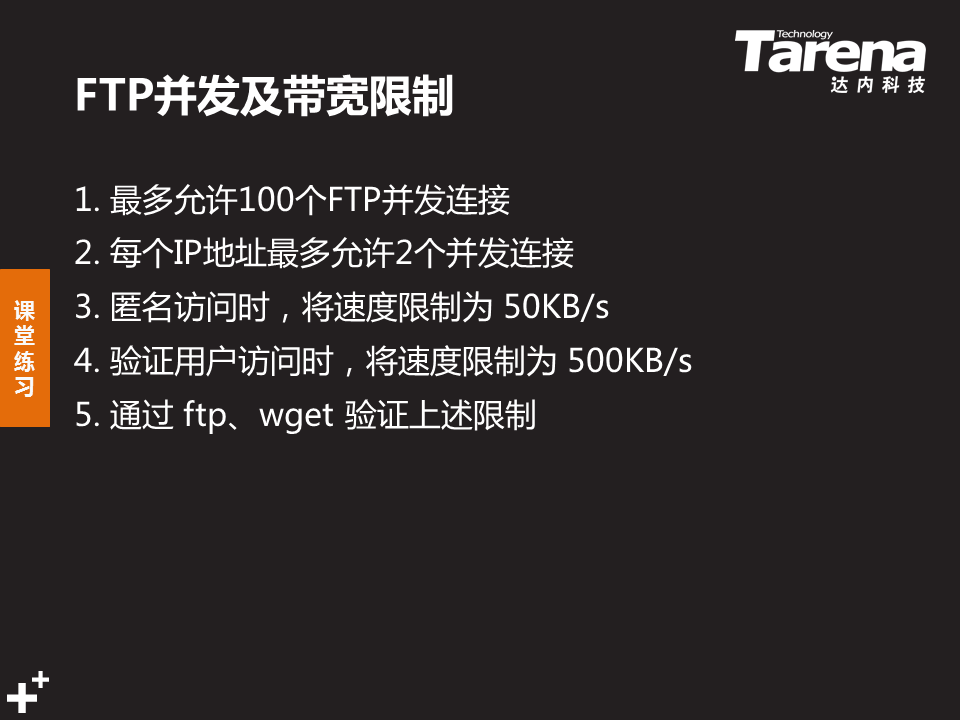 Technology
Tarena
达内科技
FTP并发及带宽限制
1. 最多允许100个FTP并发连接
2. 每个IP地址最多允许2个并发连接
3. 匿名访问时，将速度限制为 50KB/s
4. 验证用户访问时，将速度限制为 500KB/s
5. 通过 ftp、wget 验证上述限制
课
堂
练
习